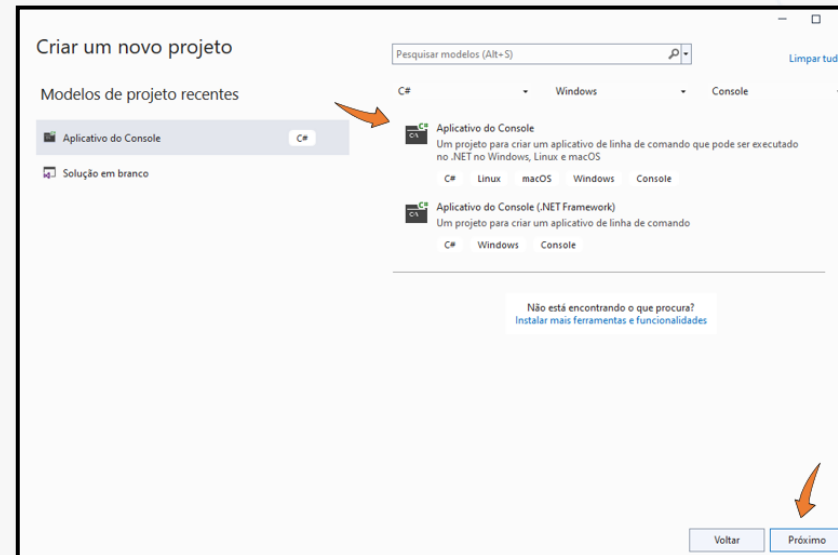 Criar um novo projeto
Modelos de projeto recentes
Aplicativo do Console C#
Solução em branco
Pesquisar modelos (Alt+S)
Limpar tud
C# Windows Console
Aplicativo do Console
Um projeto para criar um aplicativo de linha de comando que pode ser executado
no .NET no Windows, Linux e macOS
C# Linux macOS Windows Console
Aplicativo do Console (.NET Framework)
Um projeto para criar um aplicativo de linha de comando
C# Windows Console
Não está encontrando o que procura?
Instalar mais ferramentas e funcionalidades
Voltar Próximo